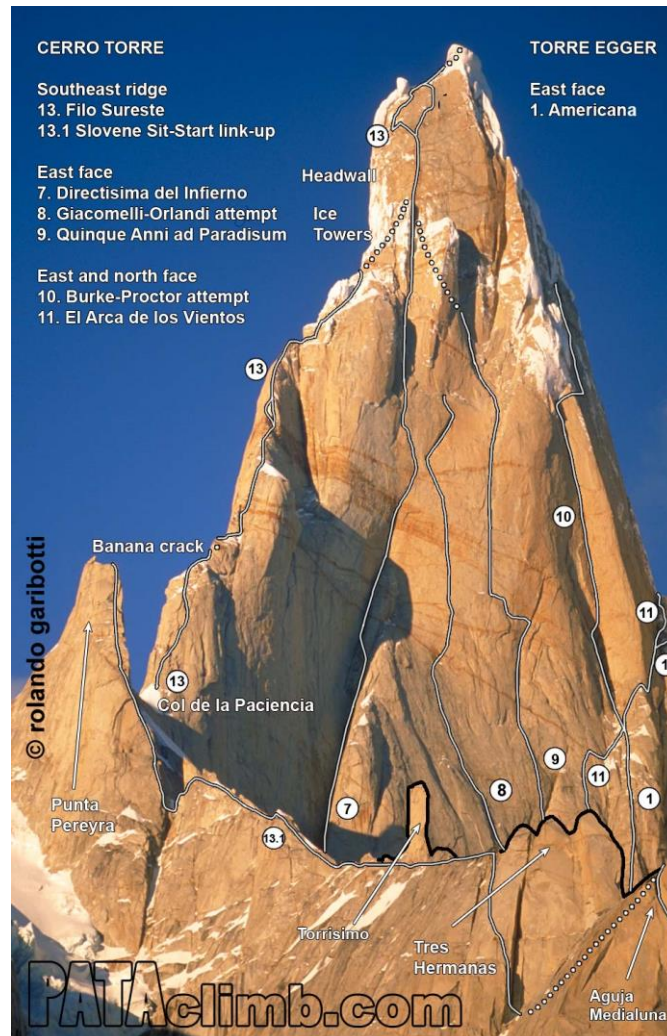 CERRO TORRE
Southeast ridge
13. Filo Sureste
13.1 Slovene Sit-Start link-up
East face
7. Directisima del Infierno
8. Giacomelli-Orlandi attempt
9. Quinque Anni ad Paradisum
East and north face
10. Burke-Proctor attempt
11. El Arca de los Vientos
TORRE EGGER
East face
1. Americana
13
Headwall
Ice
Towers
13
10
Banana crack
11
1
13
Col de la Paciencia
© rolando garibotti
Punta
Pereyra
13.1
7
8
9
11
1
Torrisimo
Tres
Hermanas
Aguja
Medialuna
PATAclimb.com